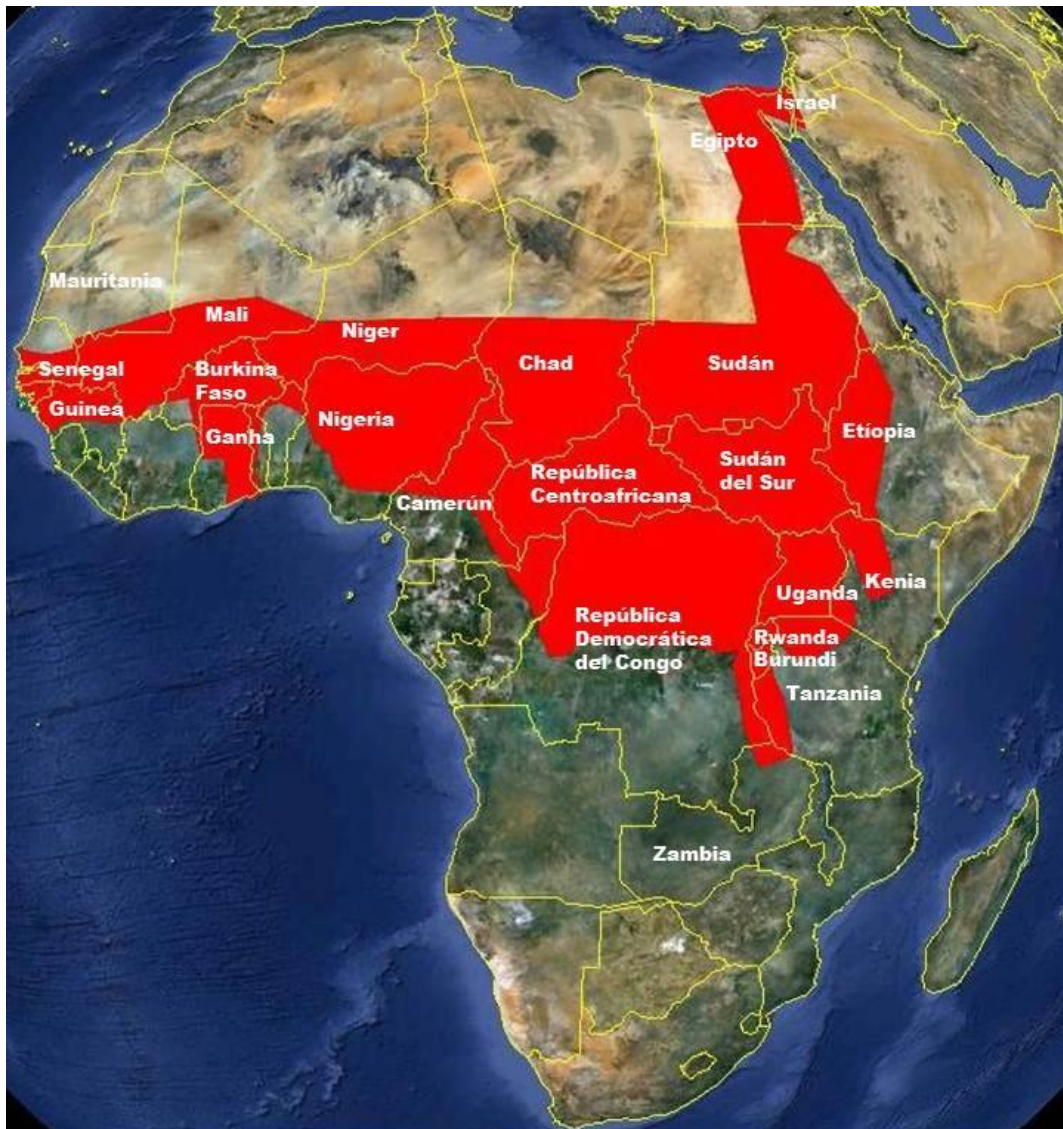 Israel
Egipto
Mauritania
Mali
Niger
Senegal
Burkina
Faso
Chad
Sudán
Guinea
Ganha
Nigeria
Etíopia
República
Centroafricana
Sudán
del Sur
Camerún
Uganda
Kenia
República
Democrática
del Congo
Rwanda
Burundi
Tanzania
Zambia